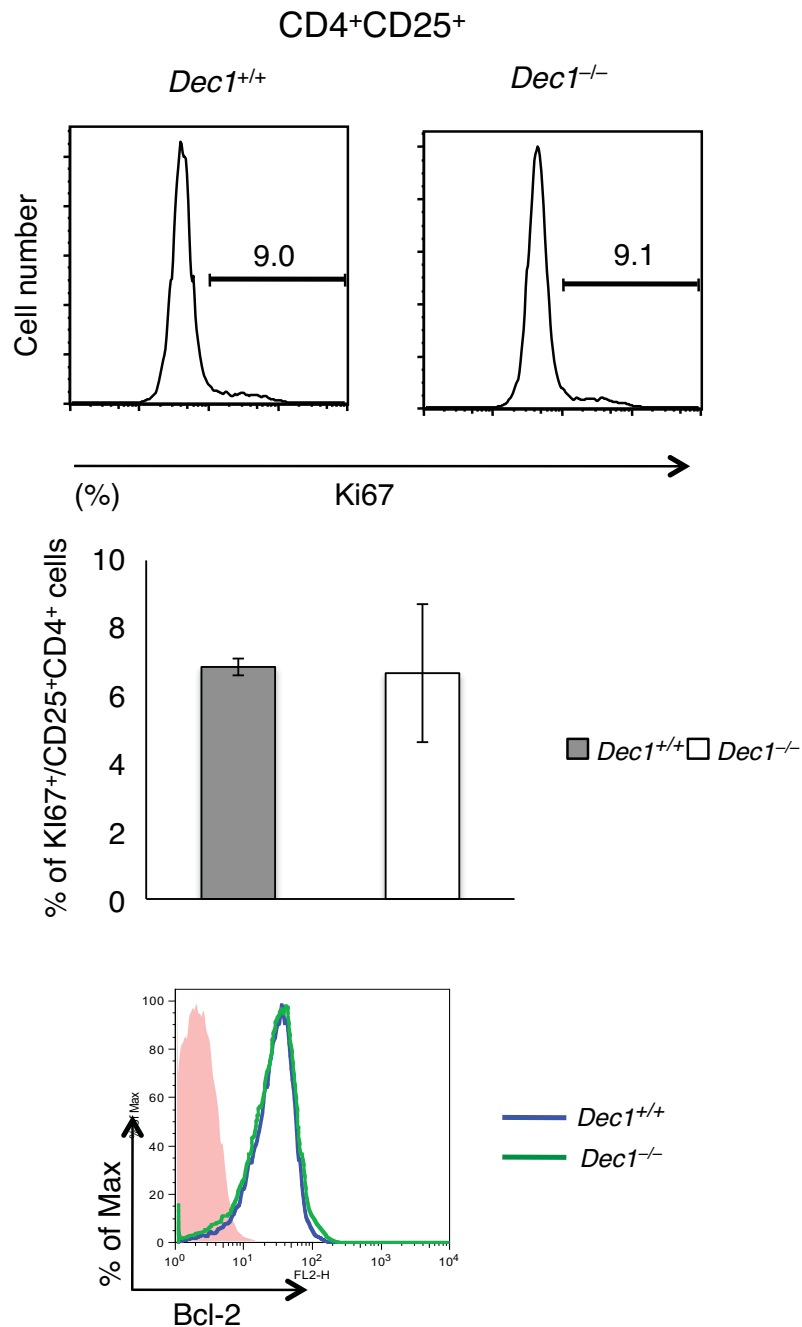 CD4⁺CD25⁺
Dec1⁺/⁺
Dec1⁻/⁻
Cell number
9.0
9.1
(%)
Ki67
% of KI67⁺/CD25⁺CD4⁺ cells
10
8
6
4
2
0
Dec1⁺/⁺
Dec1⁻/⁻
100
80
60
40
20
0
% of Max
% of Max
10⁰
10¹
10²
10³
10⁴
FL2-H
Bcl-2
Dec1⁺/⁺
Dec1⁻/⁻